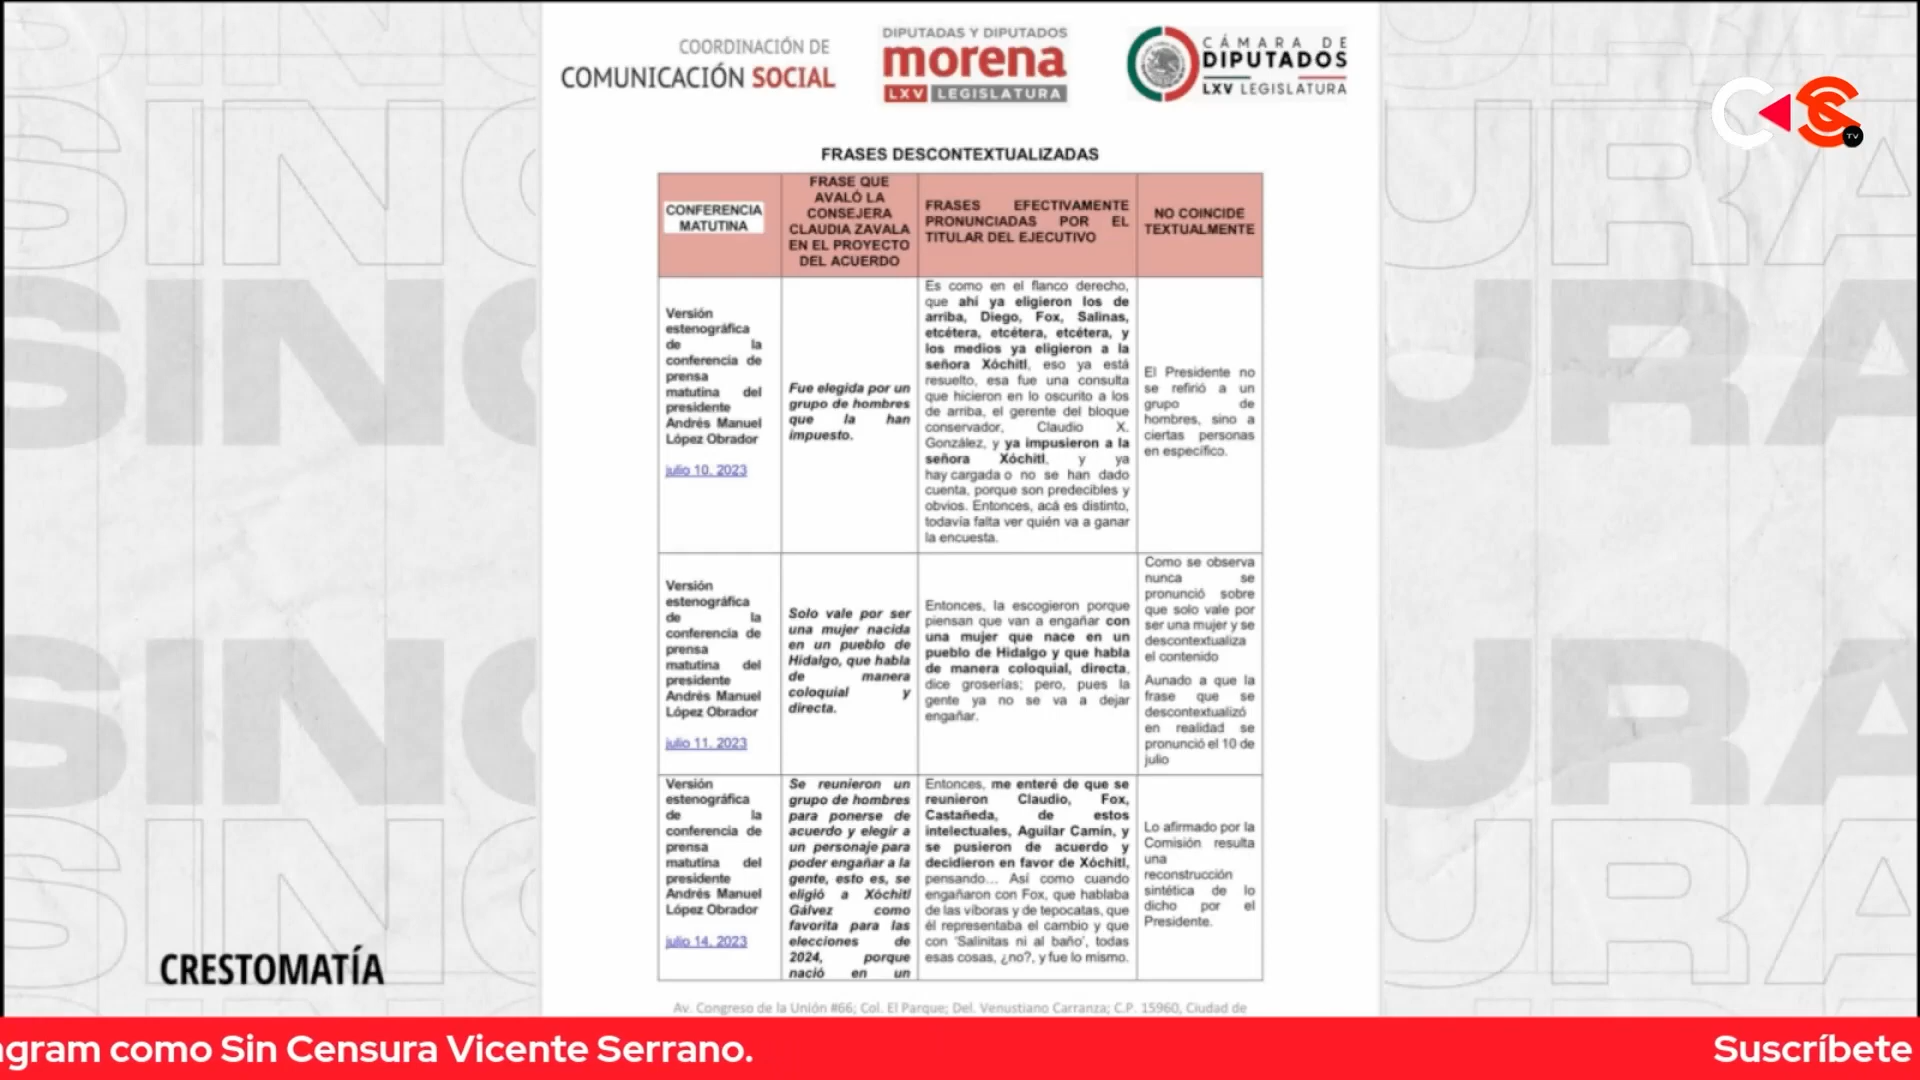 COORDINACIÓN DE
COMUNICACIÓN SOCIAL
DIPUTADAS Y DIPUTADOS
morena
LXV LEGISLATURA
CÁMARA DE
DIPUTADOS
LXV LEGISLATURA
TV
FRASES DESCONTEXTUALIZADAS
CONFERENCIA
MATUTINA
FRASE QUE
AVALÓ LA
CONSEJERA
CLAUDIA ZAVALA
EN EL PROYECTO
DEL ACUERDO
FRASES EFECTIVAMENTE
PRONUNCIADAS POR EL
TITULAR DEL EJECUTIVO
NO COINCIDE
TEXTUALMENTE
Versión
estenográfica
de la
conferencia de
prensa
matutina del
presidente
Andrés Manuel
López Obrador
julio 10, 2023
Fue elegida por un
grupo de hombres
que la han
impuesto.
Es como en el flanco derecho,
que ahí ya eligieron los de
arriba, Diego, Fox, Salinas,
etcétera, etcétera, etcétera, y
los medios ya eligieron a la
señora Xóchitl, eso ya está
resuelto, esa fue una consulta
que hicieron en lo oscurito a los
de arriba, el gerente del bloque
conservador, Claudio X.
González, y ya impusieron a la
señora Xóchitl, y ya
hay cargada o no se han dado
cuenta, porque son predecibles y
obvios. Entonces, acá es distinto,
todavía falta ver quién va a ganar
la encuesta.
El Presidente no
se refirió a un
grupo de
hombres, sino a
ciertas personas
en específico.
Versión
estenográfica
de la
conferencia de
prensa
matutina del
presidente
Andrés Manuel
López Obrador
julio 11, 2023
Solo vale por ser
una mujer nacida
en un pueblo de
Hidalgo, que habla
de manera
coloquial y
directa.
Entonces, la escogieron porque
piensan que van a engañar con
una mujer que nace en un
pueblo de Hidalgo y que habla
de manera coloquial, directa,
dice groserías; pero, pues la
gente ya no se va a dejar
engañar.
Como se observa
nunca se
pronunció sobre
que solo vale por
ser una mujer y se
descontextualiza
el contenido
Aunado a que la
frase que se
descontextualizó
en realidad se
pronunció el 10 de
julio
Versión
estenográfica
de la
conferencia de
prensa
matutina del
presidente
Andrés Manuel
López Obrador
julio 14, 2023
Se reunieron un
grupo de hombres
para ponerse de
acuerdo y elegir a
un personaje para
poder engañar a la
gente, esto es, se
eligió a Xóchitl
Gálvez como
favorita para las
elecciones de
2024, porque
nació en un
Entonces, me enteré de que se
reunieron Claudio, Fox,
Castañeda, de estos
intelectuales, Aguilar Camín, y
se pusieron de acuerdo y
decidieron en favor de Xóchitl,
pensando... Así como cuando
engañaron con Fox, que hablaba
de las víboras y de tepocatas, que
él representaba el cambio y que
con 'Salinitas ni al baño', todas
esas cosas, ¿no?, y fue lo mismo.
Lo afirmado por la
Comisión resulta
una
reconstrucción
sintética de lo
dicho por el
Presidente.
Av. Congreso de la Unión #66; Col. El Parque; Del. Venustiano Carranza; C.P. 15960, Ciudad de
CRESTOMATÍA
agram como Sin Censura Vicente Serrano.
Suscríbete